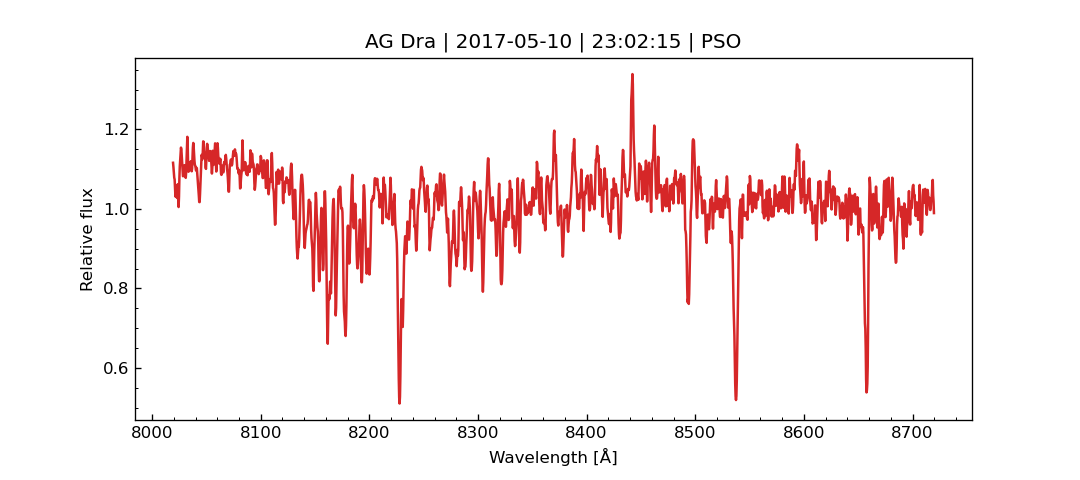 AG Dra | 2017-05-10 | 23:02:15 | PSO
Relative flux
1.2
1.0
0.8
0.6
8000 8100 8200 8300 8400 8500 8600 8700
Wavelength [Å]